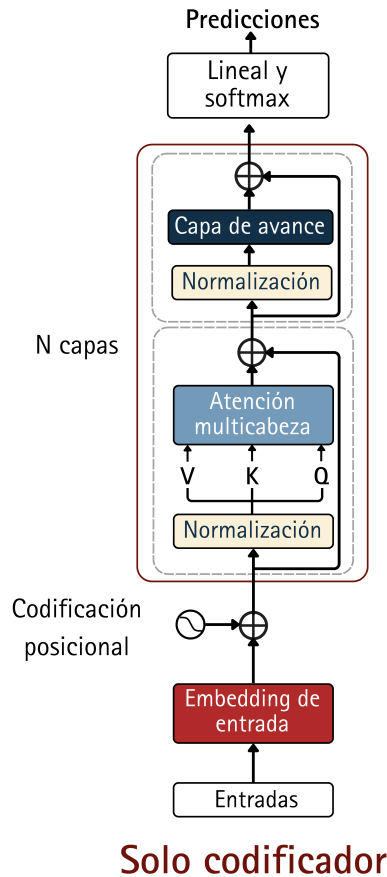 Predicciones
Lineal y
softmax
Capa de avance
Normalización
N capas
Atención
multicabeza
V K Q
Normalización
Codificación
posicional
Embedding de
entrada
Entradas
Solo codificador